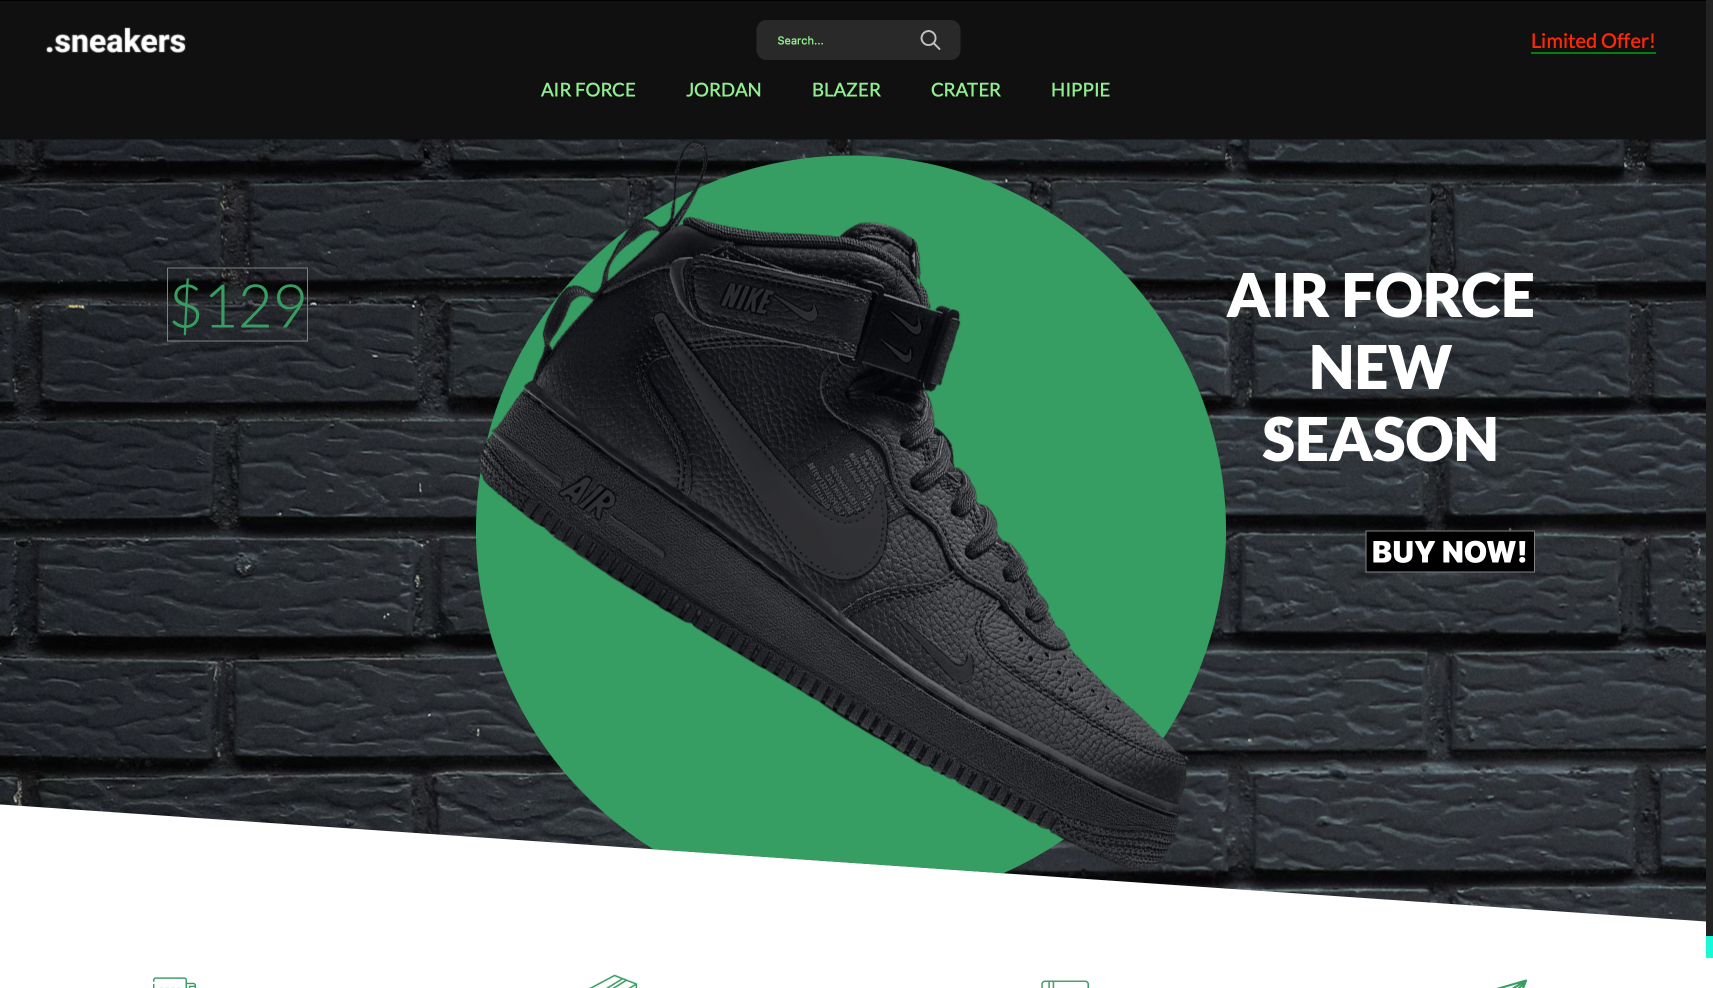 .sneakers
Search...
Limited Offer!
AIR FORCE
JORDAN
BLAZER
CRATER
HIPPIE
$129
NIKE
AIR
AIR FORCE
NEW
SEASON
BUY NOW!